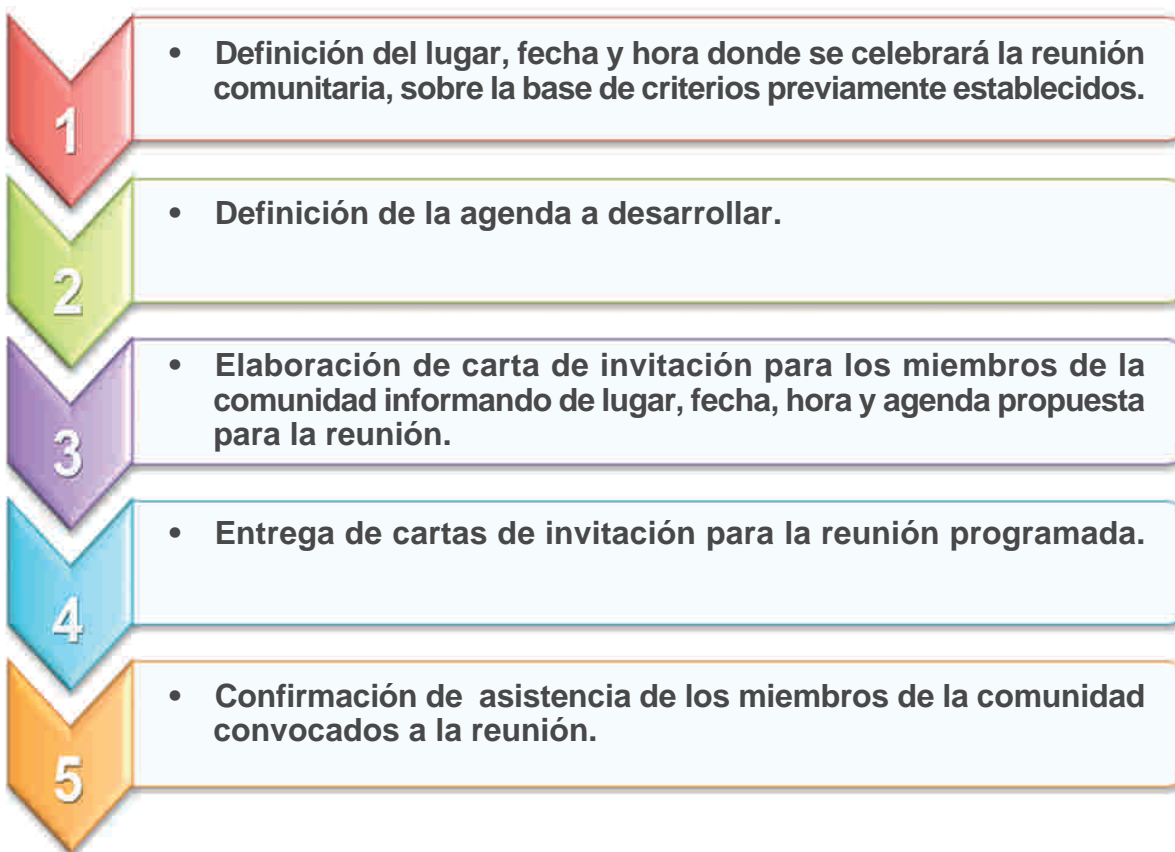 1
• Definición del lugar, fecha y hora donde se celebrará la reunión
comunitaria, sobre la base de criterios previamente establecidos.
2
• Definición de la agenda a desarrollar.
3
• Elaboración de carta de invitación para los miembros de la
comunidad informando de lugar, fecha, hora y agenda propuesta
para la reunión.
4
• Entrega de cartas de invitación para la reunión programada.
5
• Confirmación de asistencia de los miembros de la comunidad
convocados a la reunión.